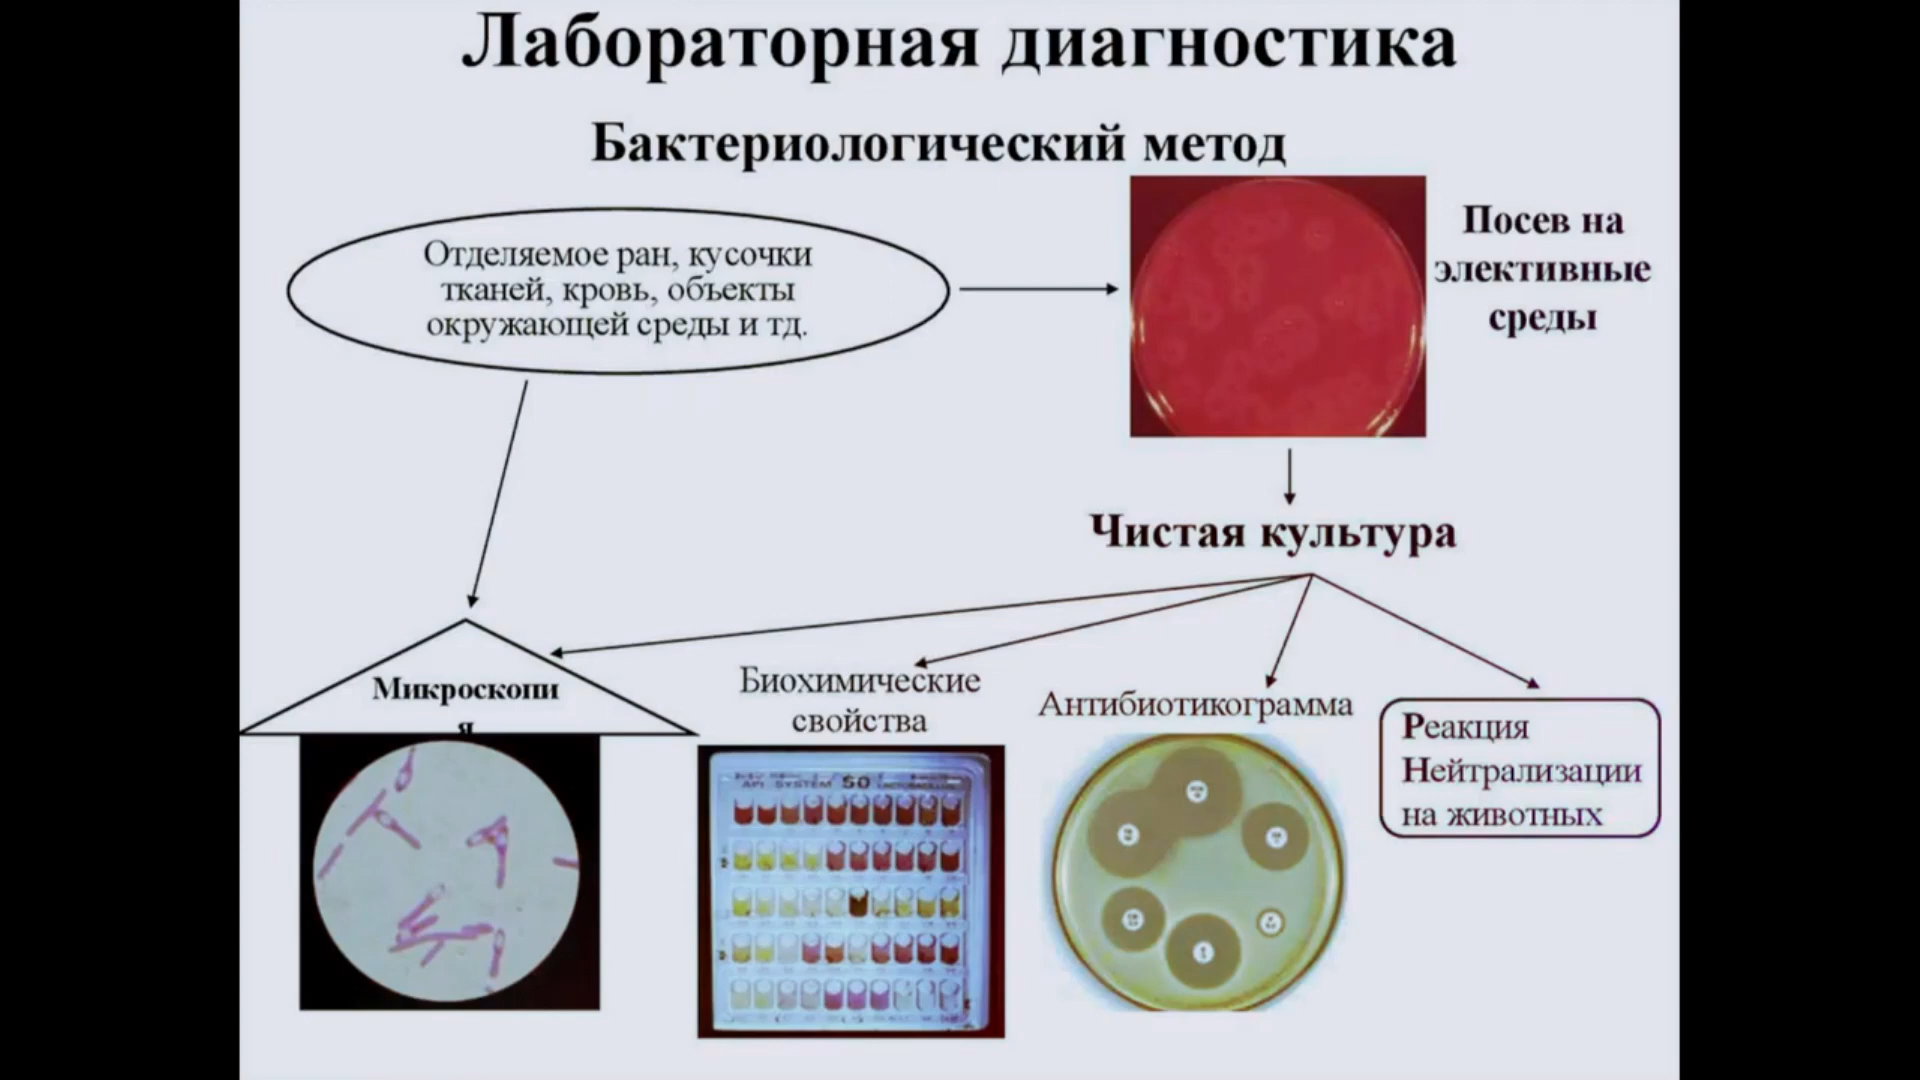 Лабораторная диагностика
Бактериологический метод
Отделяемое ран, кусочки
тканей, кровь, объекты
окружающей среды и тд.
Посев на
элективные
среды
Чистая культура
Микроскопи
я
Биохимические
свойства
Антибиотикограмма
Реакция
Нейтрализации
на животных
API SYSTEM 50